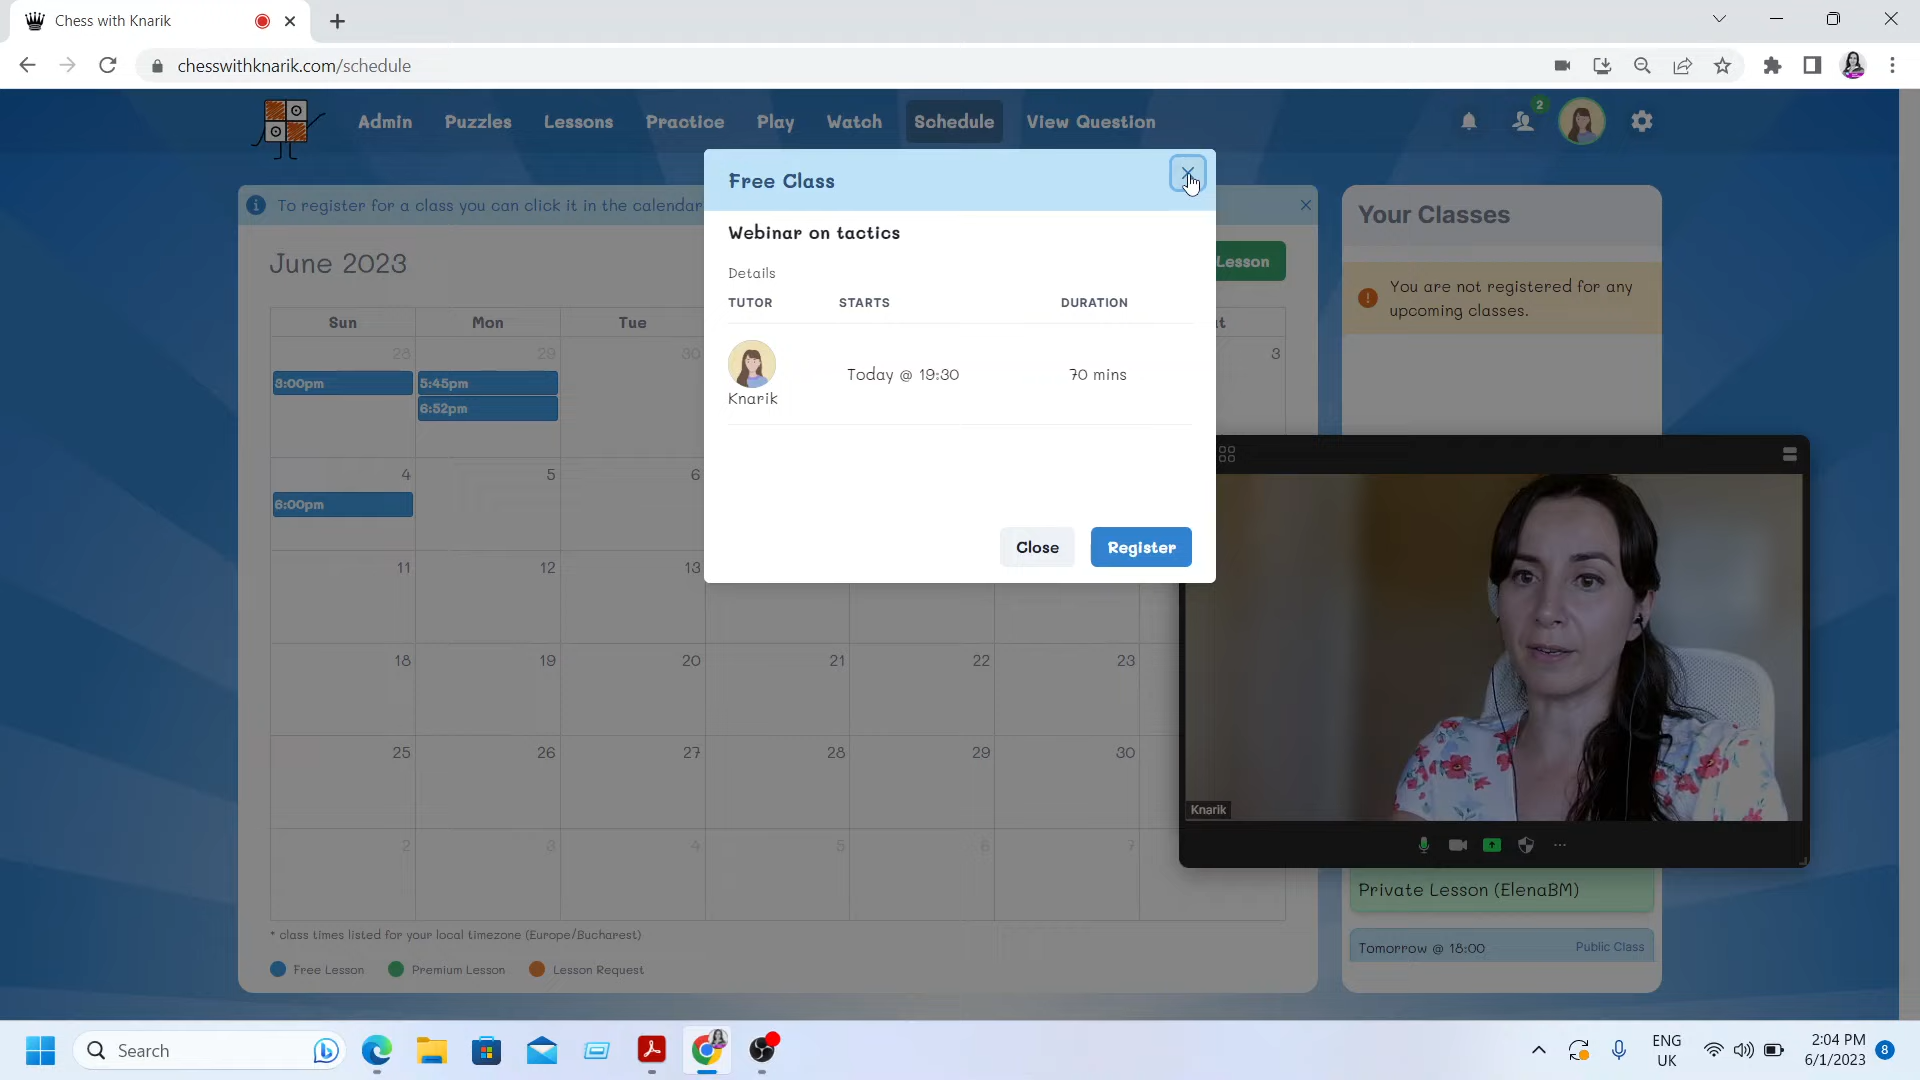 Chess with Knarik
chesswithknarik.com/schedule
Admin Puzzles Lessons Practice Play Watch Schedule View Question
2
To register for a class you can click it in the calendar
June 2023
Lesson
Sun Mon Tue
28 29 30 3
8:00pm 5:45pm
6:52pm
4 5 6
6:00pm
11 12 13
18 19 20 21 22 23
25 26 27 28 29 30
2 3 4 5 6 7
* class times listed for your local timezone (Europe/Bucharest)
Free Lesson Premium Lesson Lesson Request
Free Class
Webinar on tactics
Details
TUTOR STARTS DURATION
Today @ 19:30 70 mins
Knarik
Close Register
Your Classes
You are not registered for any
upcoming classes.
Knarik
Private Lesson (ElenaBM)
Tomorrow @ 18:00 Public Class
Search
ENG
UK
2:04 PM
6/1/2023
8